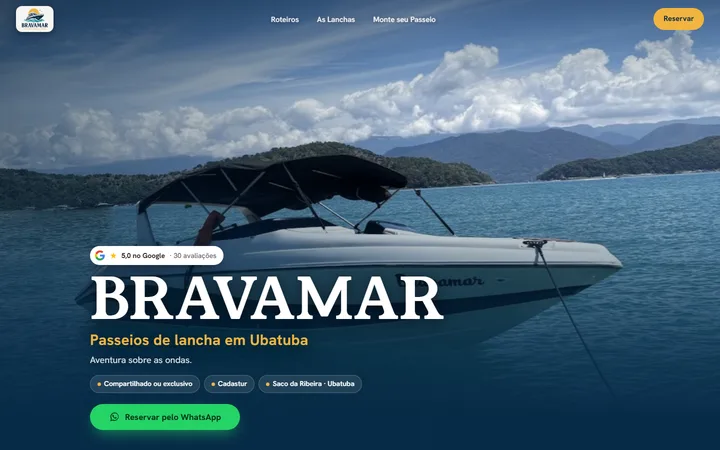 BRAVAMAR
Roteiros
As Lanchas
Monte seu Passeio
Reservar
5,0 no Google · 30 avaliações
BRAVAMAR
Passeios de lancha em Ubatuba
Aventura sobre as ondas.
Compartilhado ou exclusivo
Cadastur
Saco da Ribeira · Ubatuba
Reservar pelo WhatsApp